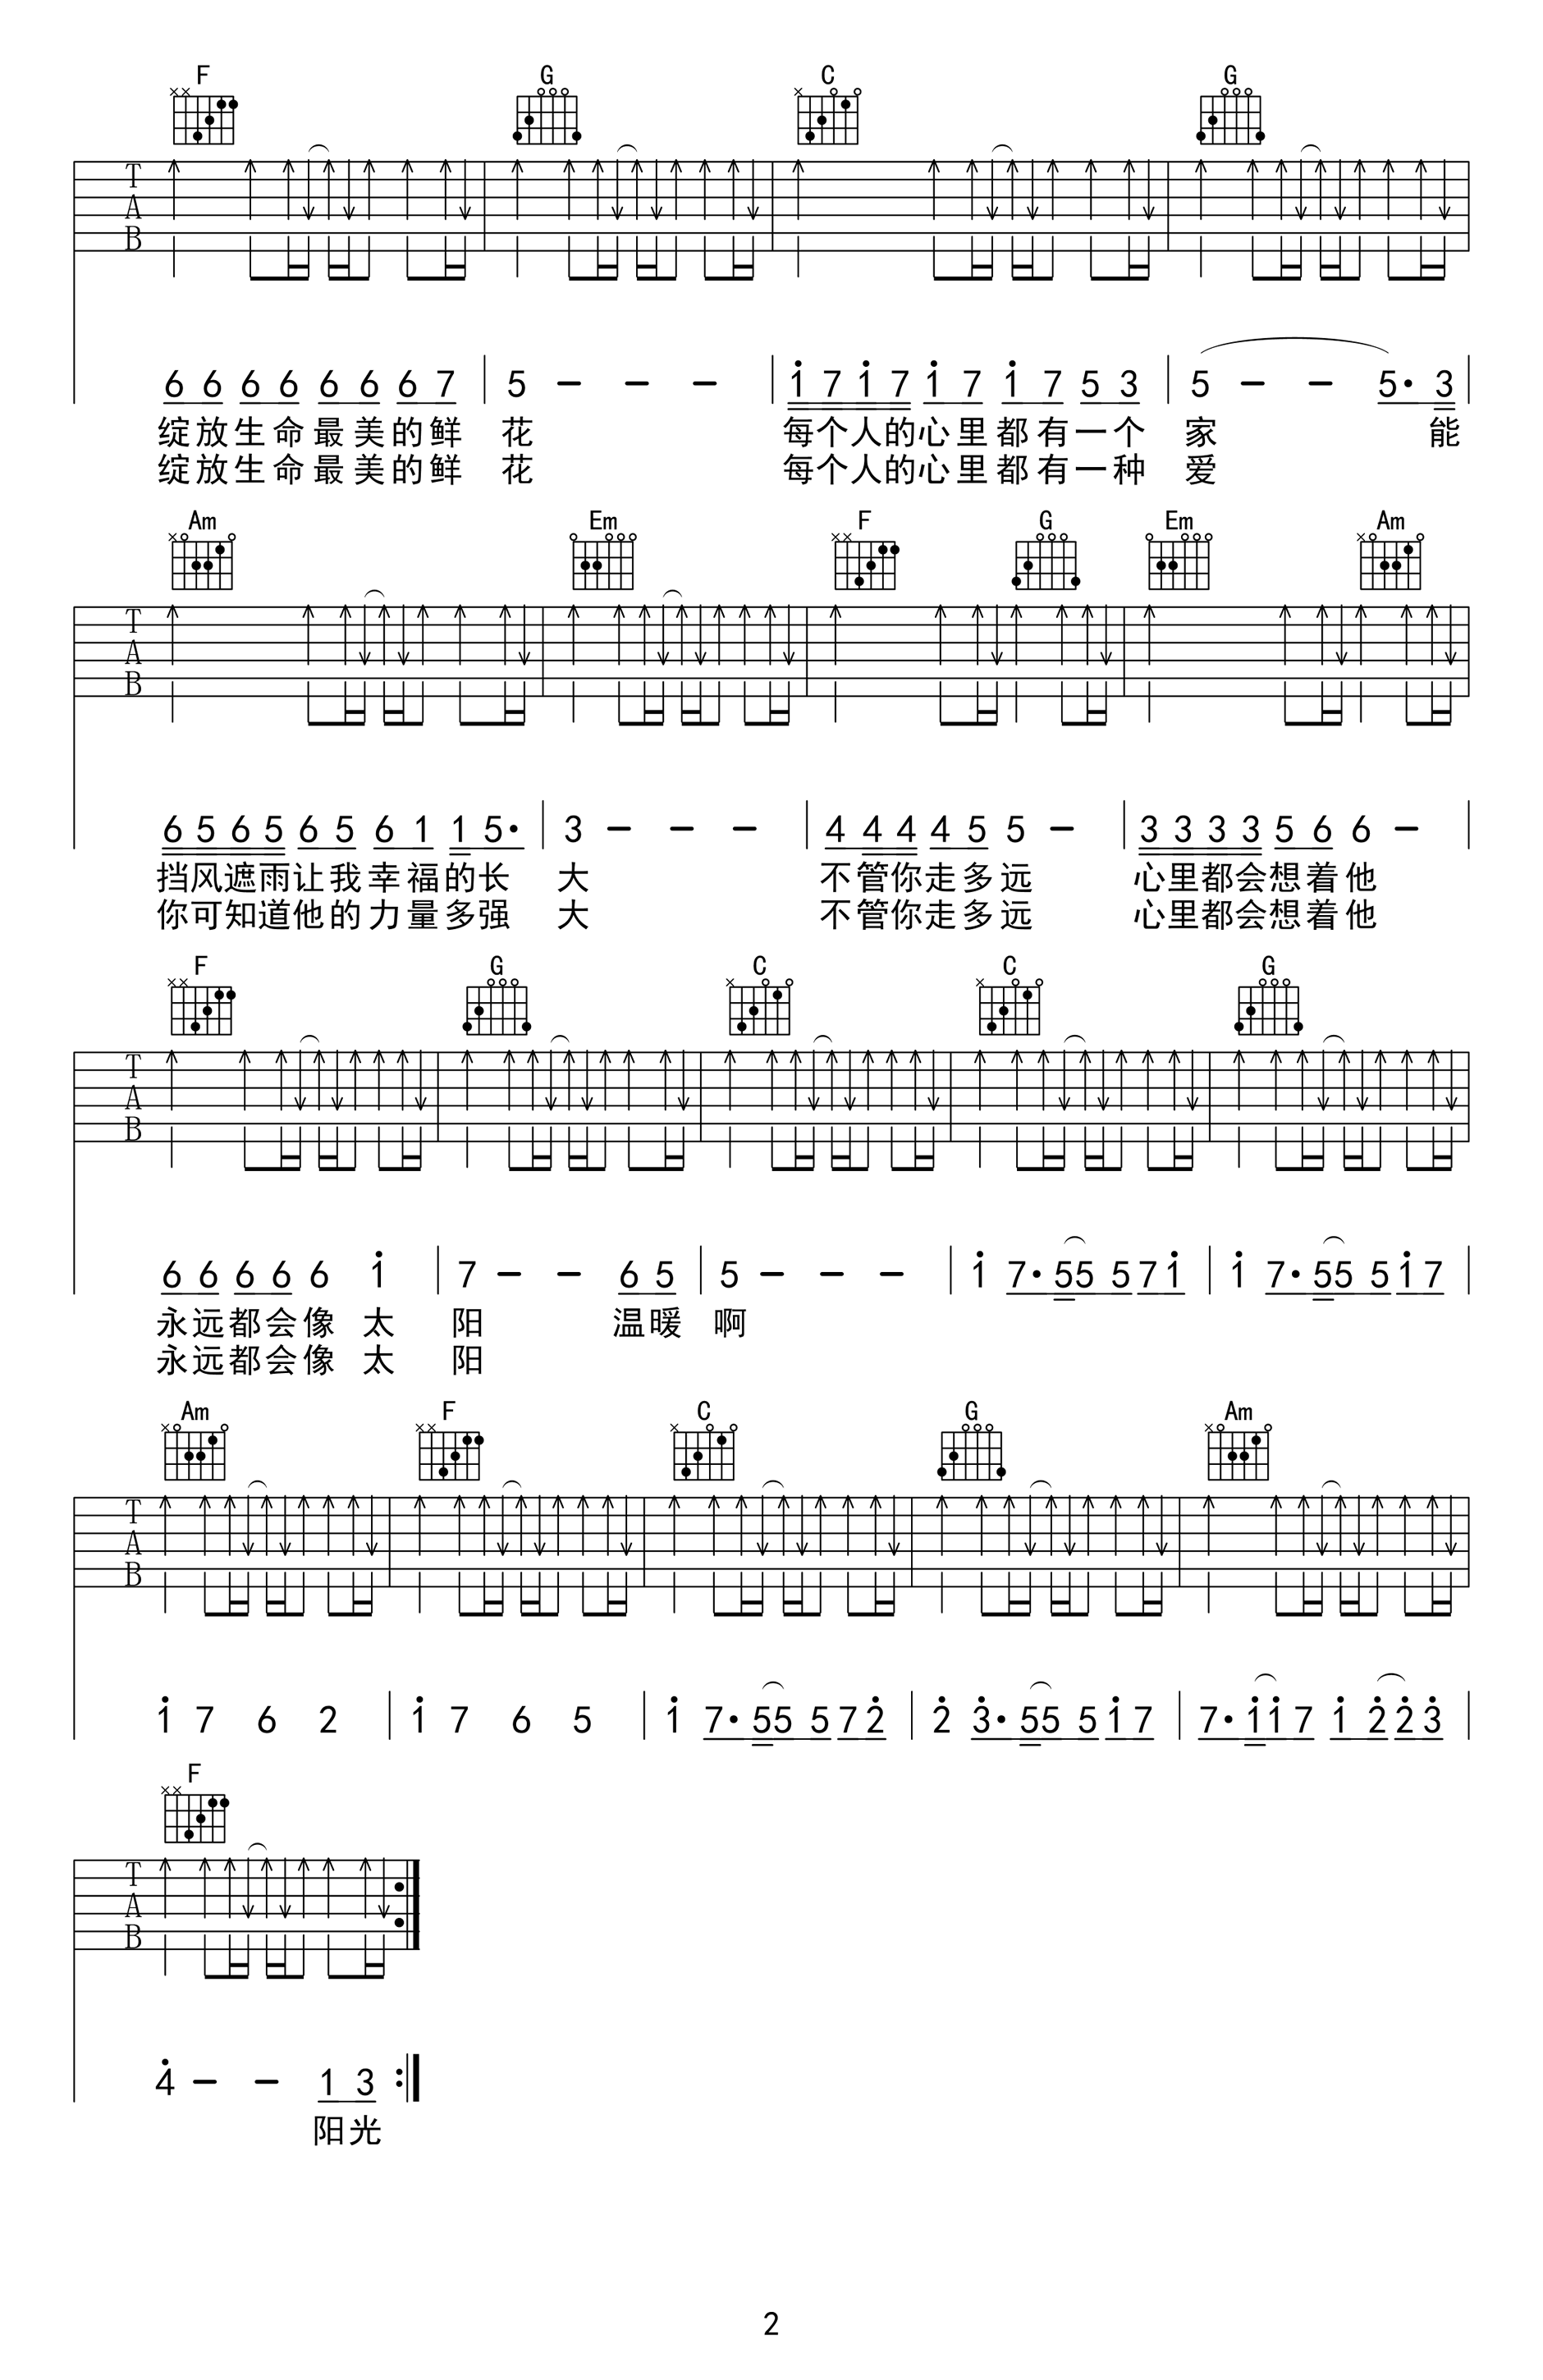 F G C G
T
A
B
6 6 6 6 6 6 6 7 | 5 – – – | i 7 i 7 i 7 i 7 5 3 | 5 – – 5· 3 |
绽放生命最美的鲜 花 每个人的心里都有一个 家 能
绽放生命最美的鲜 花 每个人的心里都有一种 爱
Am Em F G Em Am
T
A
B
6 5 6 5 6 5 6 1 1 5· | 3 – – – | 4 4 4 4 5 5 – | 3 3 3 3 5 6 6 – |
挡风遮雨让我幸福的长 大 不管你走多远 心里都会想着他
你可知道他的力量多强 大 不管你走多远 心里都会想着他
F G C C G
T
A
B
6 6 6 6 6 i | 7 – – 6 5 | 5 – – – | i 7· 5 5 5 7 i | i 7· 5 5 5 i 7 |
永远都会像 太 阳 温暖 啊
永远都会像 太 阳
Am F C G Am
T
A
B
i 7 6 2 | i 7 6 5 | i 7· 5 5 5 7 2̇ | 2̇ 3̇· 5 5 5 i 7 | 7· i i 7 i 2̇ 2̇ 3̇ |
F
T
A
B
4̇ – – 1 3 :‖
阳光
2